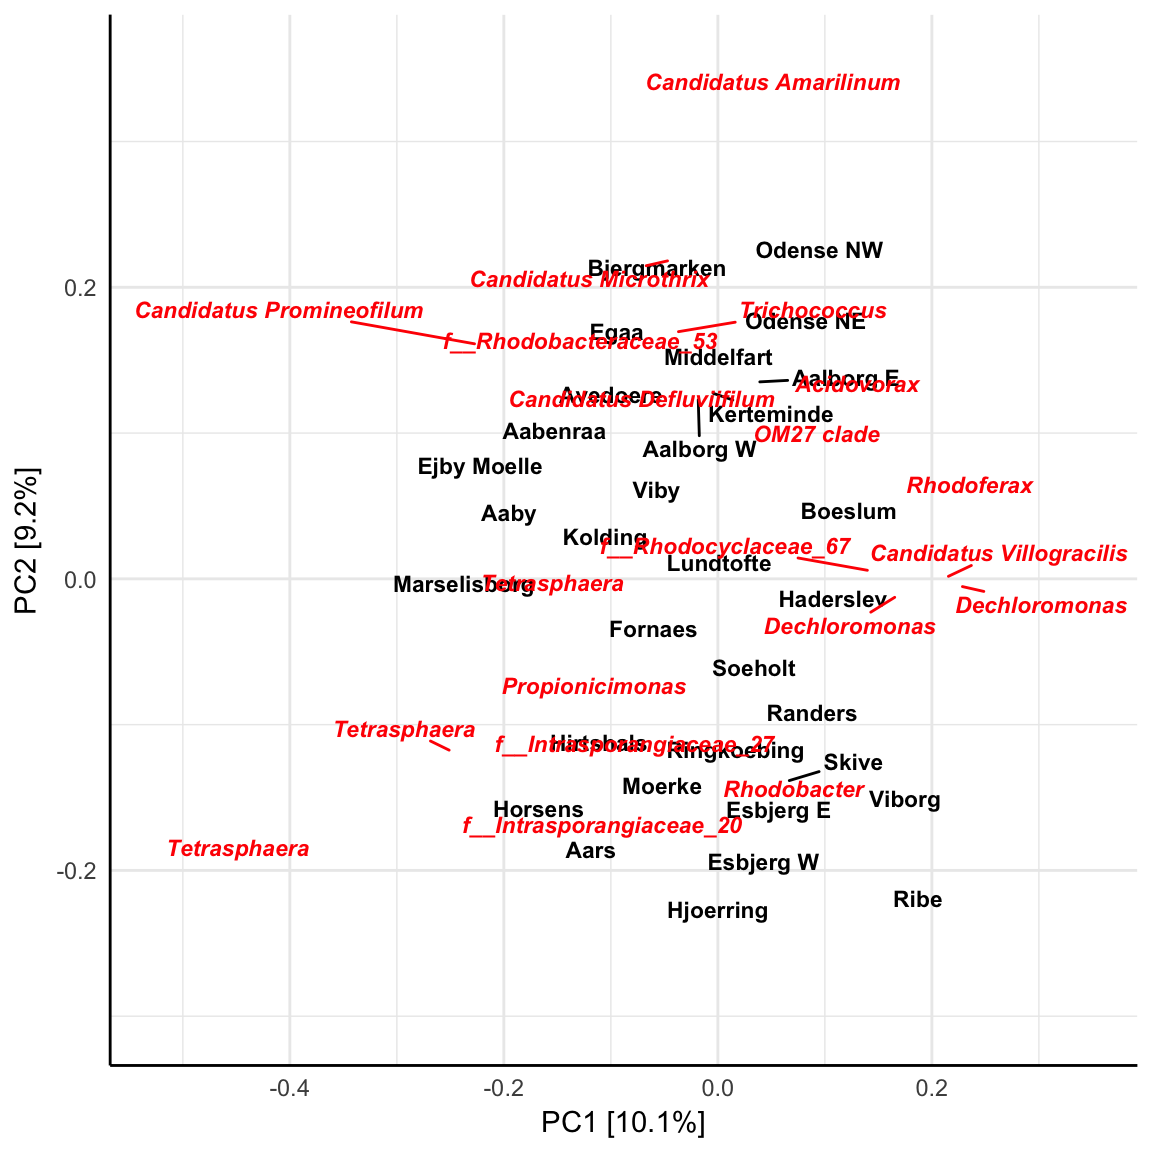 Candidatus Amarilinum
Odense NW
Biergmarken
Candidatus Microthrix
0.2
Candidatus Promineofilum
Trichococcus
Odense NE
Egaa
f__Rhodobacteraceae_53
Middelfart
Aalborg E
Acidovorax
Avedoere
Candidatus Defluviifilum
Kerteminde
Aabenraa
OM27 clade
Aalborg W
Ejby Moelle
Rhodoferax
Viby
Aaby
Boeslum
Kolding
f__Rhodocyclaceae_67
Candidatus Villogracilis
Lundtofte
0.0
Marselisborg
Tetrasphaera
Haderslev
Dechloromonas
Dechloromonas
Fornaes
Soeholt
Propionicimonas
Randers
Tetrasphaera
Hirtshals
f__Intrasporangiaceae_27
Ringkoebing
Skive
Moerke
Rhodobacter
Viborg
Horsens
Esbjerg E
f__Intrasporangiaceae_20
Tetrasphaera
Aars
Esbjerg W
-0.2
Ribe
Hjoerring
PC2 [9.2%]
-0.4
-0.2
0.0
0.2
PC1 [10.1%]